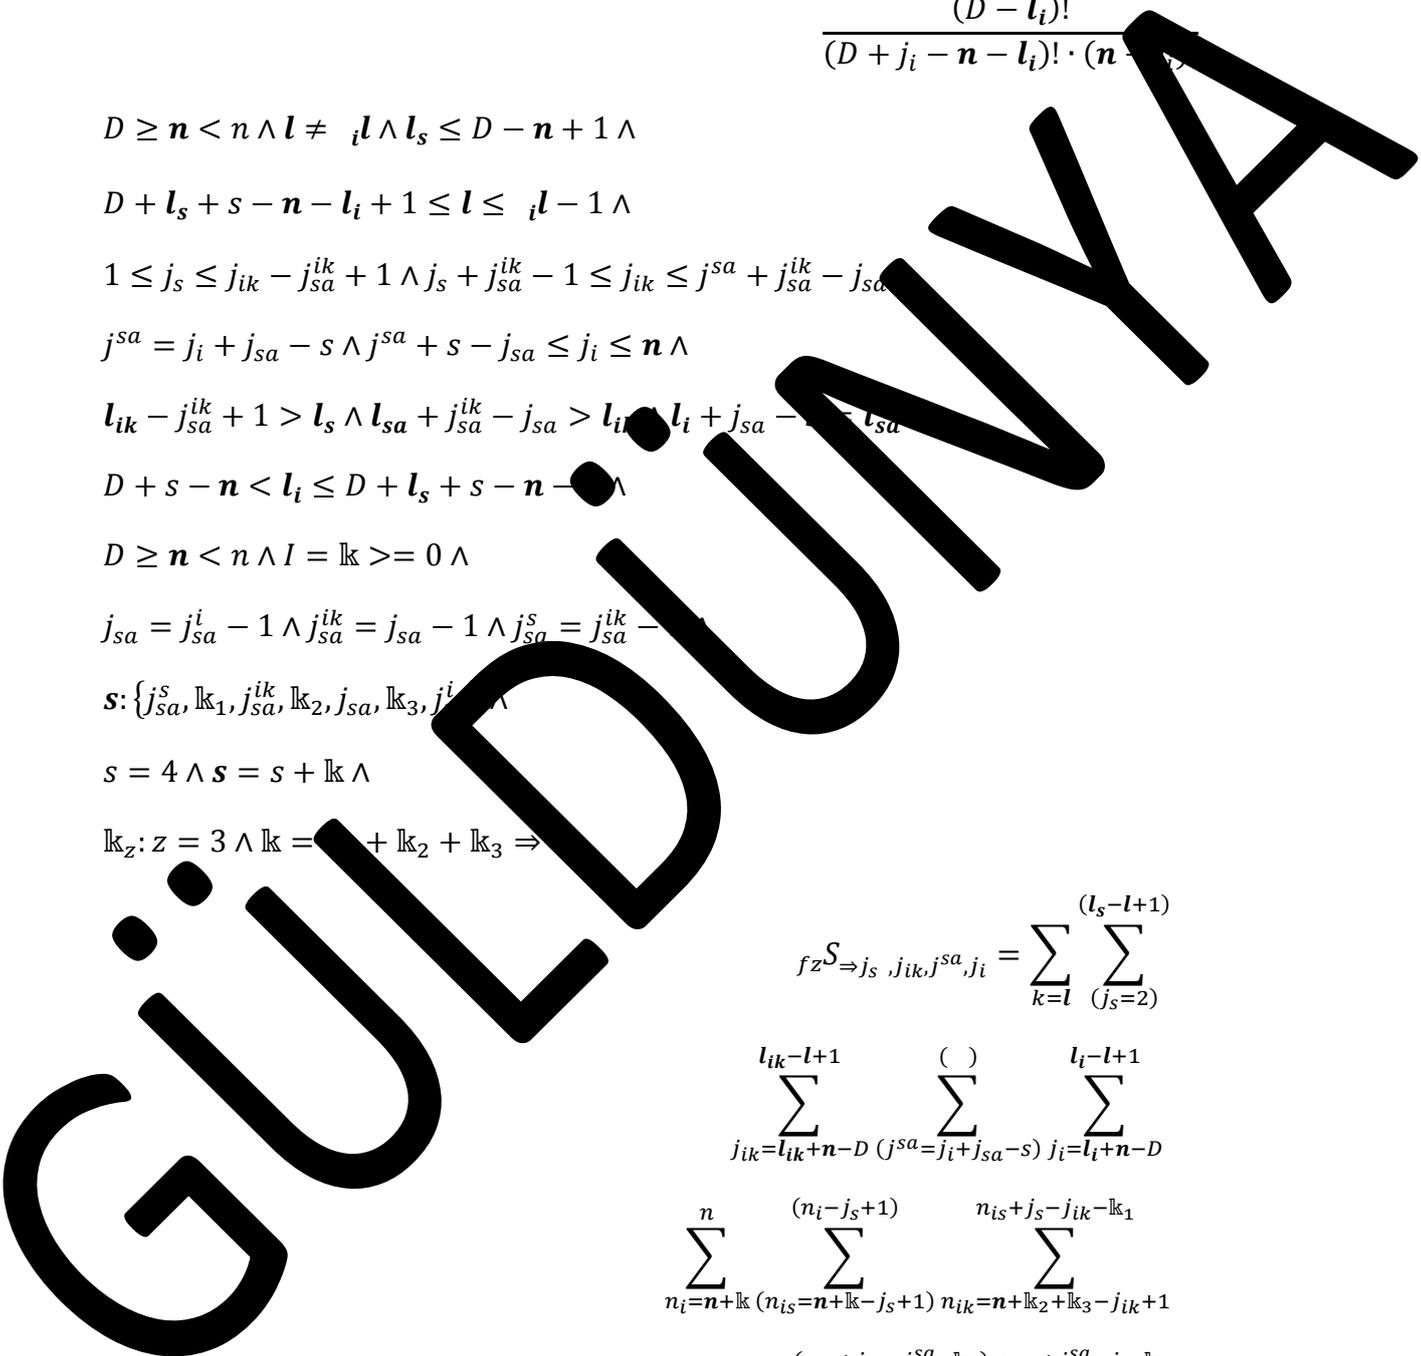 (D − l_i)!
(D + j_i − n − l_i)! · (n
D ≥ n < n ∧ l ≠ _il ∧ l_s ≤ D − n + 1 ∧
D + l_s + s − n − l_i + 1 ≤ l ≤ _il − 1 ∧
1 ≤ j_s ≤ j_ik − j_sa^ik + 1 ∧ j_s + j_sa^ik − 1 ≤ j_ik ≤ j^sa + j_sa^ik − j_sa
j^sa = j_i + j_sa − s ∧ j^sa + s − j_sa ≤ j_i ≤ n ∧
l_ik − j_sa^ik + 1 > l_s ∧ l_sa + j_sa^ik − j_sa > l_i + j_sa − l_sa
D + s − n < l_i ≤ D + l_s + s − n − ∧
D ≥ n < n ∧ I = 𝕜 >= 0 ∧
j_sa = j_sa^i − 1 ∧ j_sa^ik = j_sa − 1 ∧ j_sa^s = j_sa^ik −
s: {j_sa^s, 𝕜_1, j_sa^ik, 𝕜_2, j_sa, 𝕜_3, j^i ∧
s = 4 ∧ s = s + 𝕜 ∧
𝕜_z: z = 3 ∧ 𝕜 = + 𝕜_2 + 𝕜_3 ⇒
GÜLDÜNYA
(l_s−l+1)
_fzS_⇒j_s ,j_ik,j^sa,j_i = ∑ ∑
k=l (j_s=2)
l_ik−l+1 ( ) l_i−l+1
∑ ∑ ∑
j_ik=l_ik+n−D (j^sa=j_i+j_sa−s) j_i=l_i+n−D
n (n_i−j_s+1) n_is+j_s−j_ik−𝕜_1
∑ ∑ ∑
n_i=n+𝕜 (n_is=n+𝕜−j_s+1) n_ik=n+𝕜_2+𝕜_3−j_ik+1